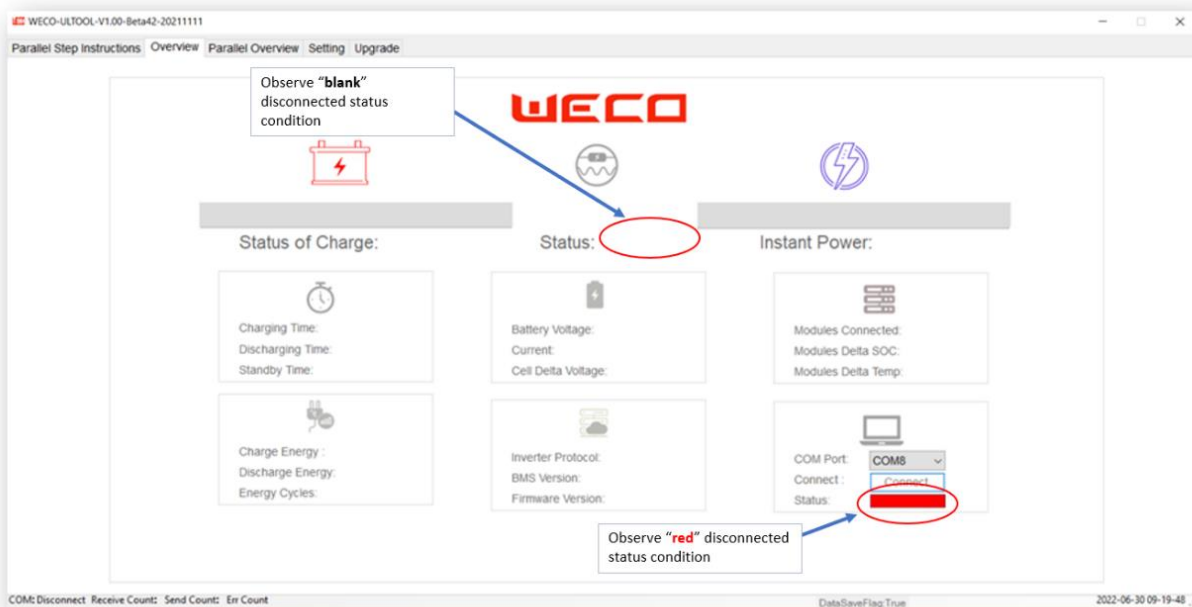 WECO-ULTOOL-V1.00-Beta42-20211111
Parallel Step Instructions Overview Parallel Overview Setting Upgrade
Observe “blank”
disconnected status
condition
WECO
Status of Charge:
Status:
Instant Power:
Charging Time:
Discharging Time:
Standby Time:
Battery Voltage:
Current:
Cell Delta Voltage:
Modules Connected:
Modules Delta SOC:
Modules Delta Temp:
Charge Energy :
Discharge Energy:
Energy Cycles:
Inverter Protocol:
BMS Version:
Firmware Version:
COM Port: COM8
Connect : Connect
Status:
Observe “red” disconnected
status condition
COM: Disconnect Receive Count: Send Count: Err Count
DataSaveFlag:True
2022-06-30 09-19-48